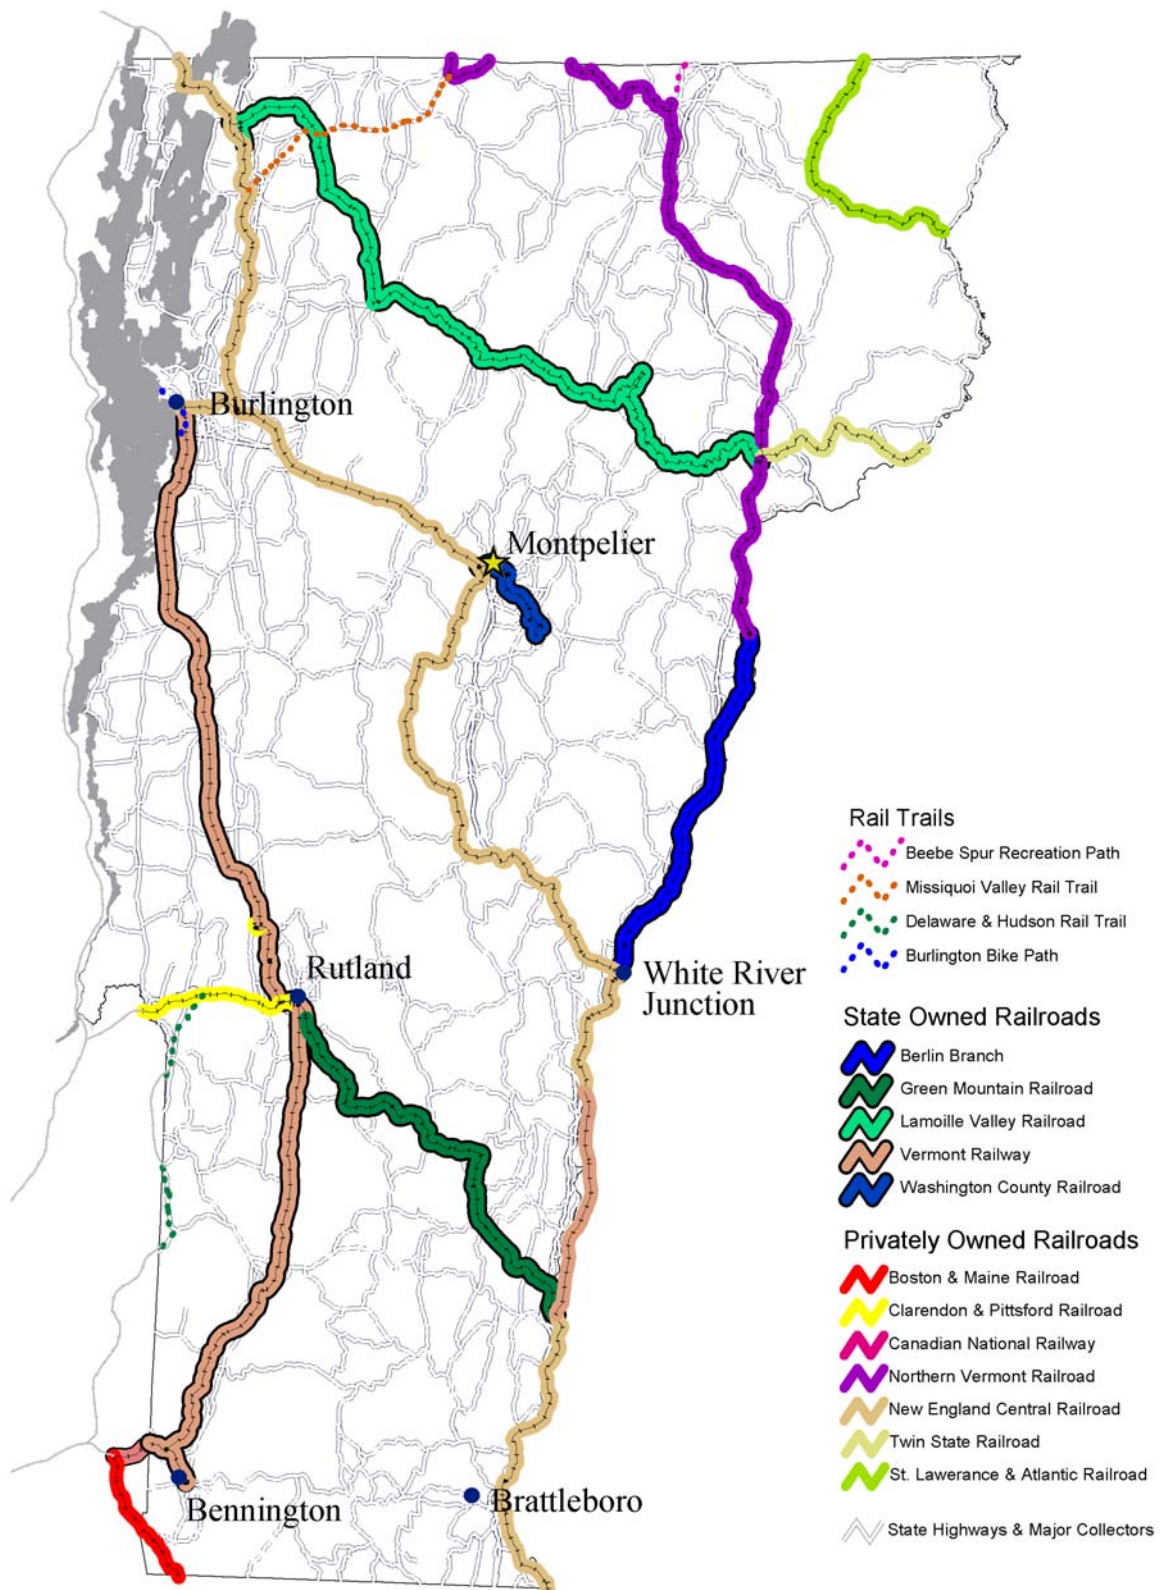 Burlington
Montpelier
Rutland
White River
Junction
Bennington
Brattleboro
Rail Trails
Beebe Spur Recreation Path
Missiquoi Valley Rail Trail
Delaware & Hudson Rail Trail
Burlington Bike Path
State Owned Railroads
Berlin Branch
Green Mountain Railroad
Lamoille Valley Railroad
Vermont Railway
Washington County Railroad
Privately Owned Railroads
Boston & Maine Railroad
Clarendon & Pittsford Railroad
Canadian National Railway
Northern Vermont Railroad
New England Central Railroad
Twin State Railroad
St. Lawerance & Atlantic Railroad
State Highways & Major Collectors